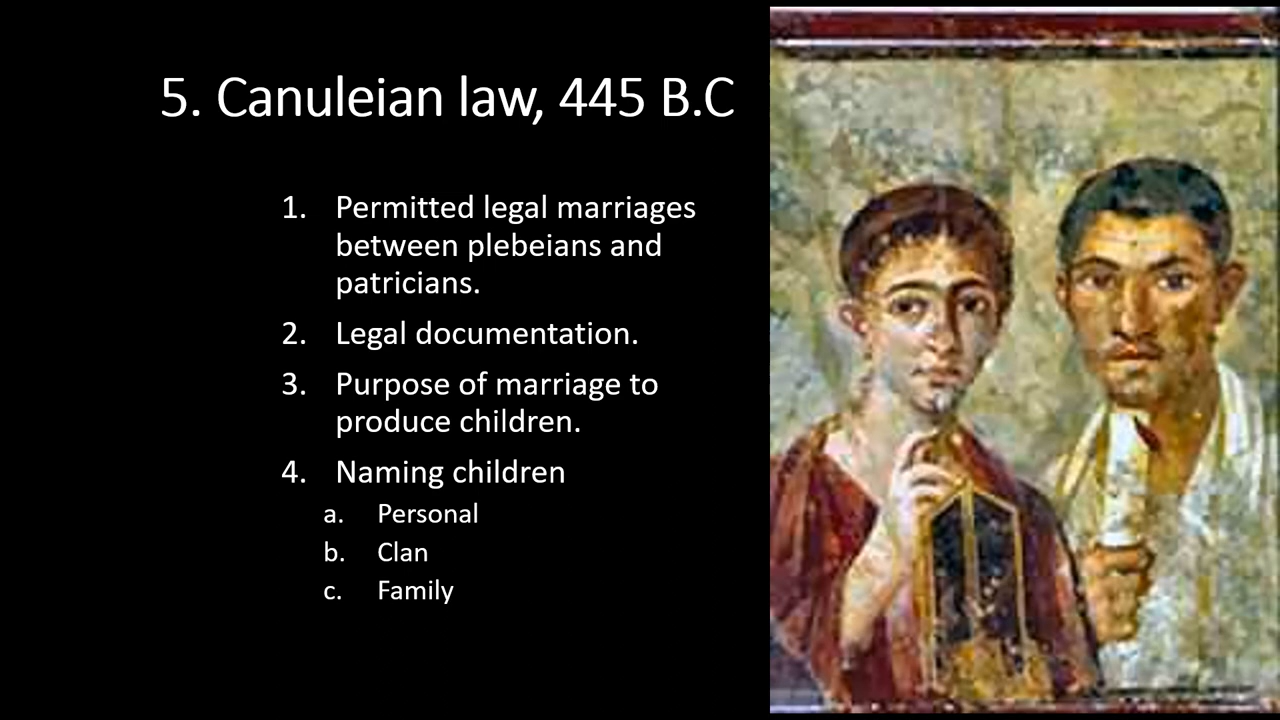 5. Canuleian law, 445 B.C
1. Permitted legal marriages
between plebeians and
patricians.
2. Legal documentation.
3. Purpose of marriage to
produce children.
4. Naming children
a. Personal
b. Clan
c. Family